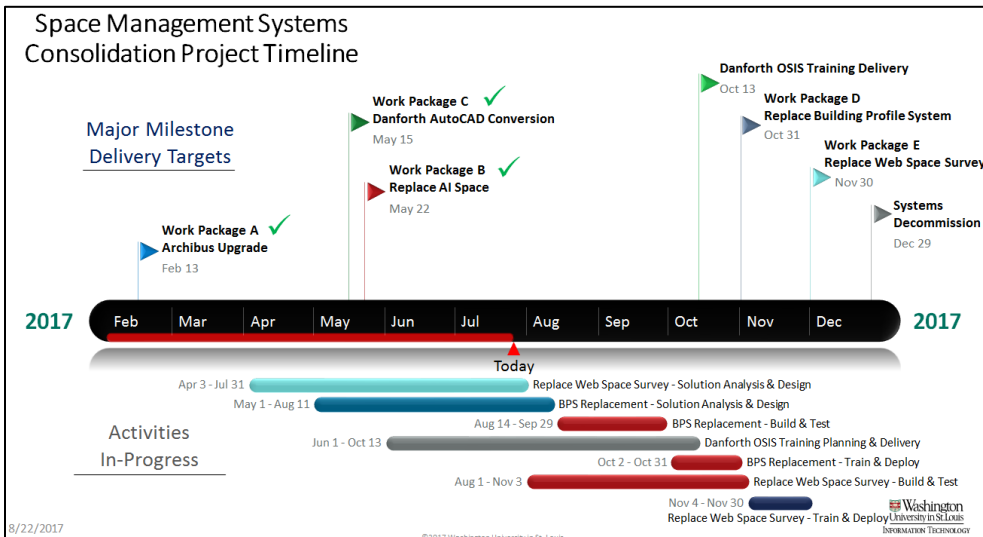 Space Management Systems
Consolidation Project Timeline
Major Milestone
Delivery Targets
Work Package A
Archibus Upgrade
Feb 13
Work Package C
Danforth AutoCAD Conversion
May 15
Work Package B
Replace AI Space
May 22
Danforth OSIS Training Delivery
Oct 13
Work Package D
Replace Building Profile System
Oct 31
Work Package E
Replace Web Space Survey
Nov 30
Systems
Decommission
Dec 29
2017 Feb Mar Apr May Jun Jul Aug Sep Oct Nov Dec 2017
Today
Activities
In-Progress
Apr 3 - Jul 31 Replace Web Space Survey - Solution Analysis & Design
May 1 - Aug 11 BPS Replacement - Solution Analysis & Design
Aug 14 - Sep 29 BPS Replacement - Build & Test
Jun 1 - Oct 13 Danforth OSIS Training Planning & Delivery
Oct 2 - Oct 31 BPS Replacement - Train & Deploy
Aug 1 - Nov 3 Replace Web Space Survey - Build & Test
Nov 4 - Nov 30
Replace Web Space Survey - Train & Deploy
Washington
University in St. Louis
INFORMATION TECHNOLOGY
8/22/2017
©2017 Washington University in St. Louis